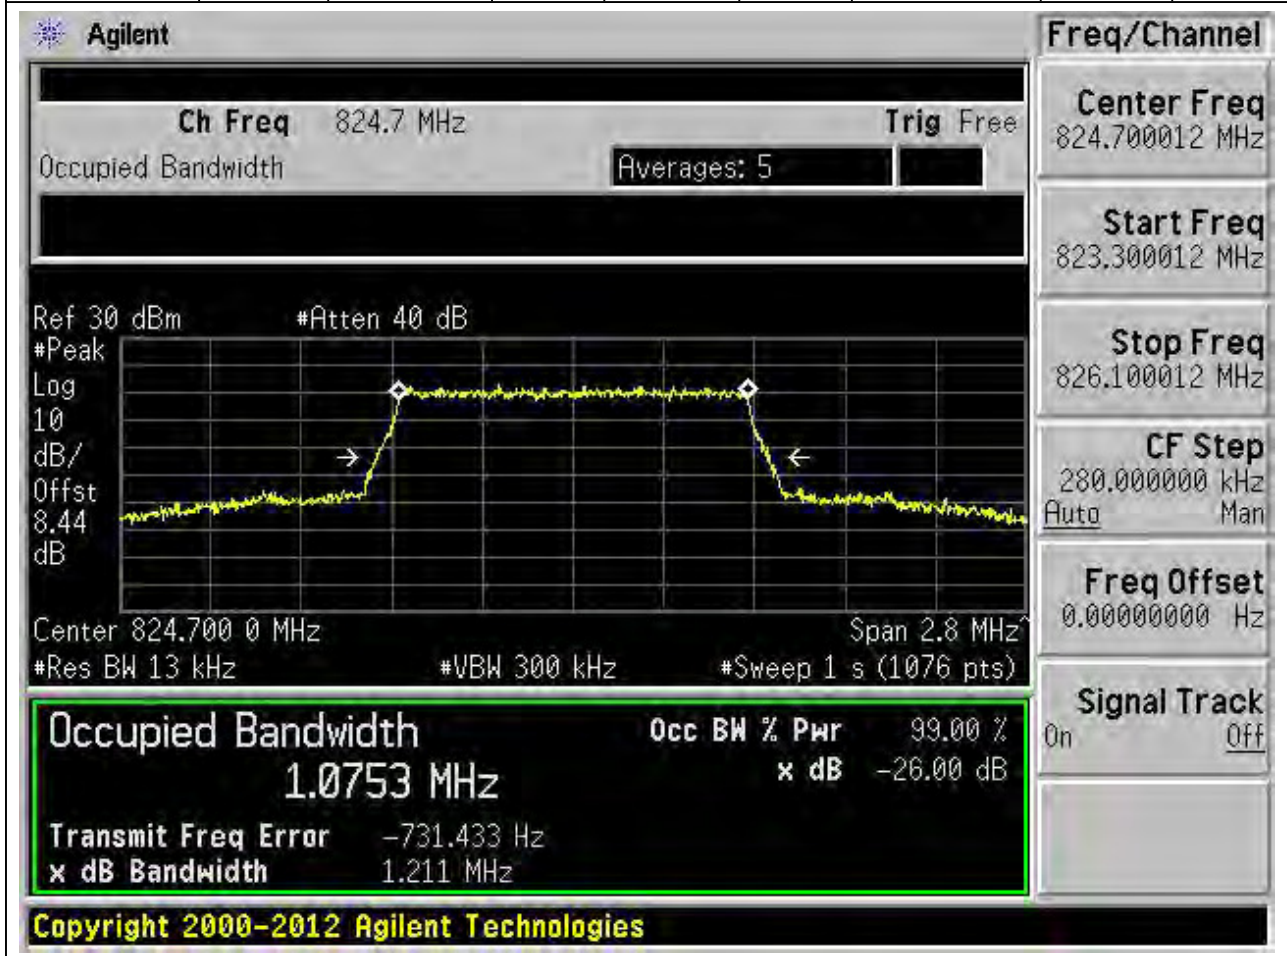 Agilent
Freq/Channel
Ch Freq 824.7 MHz Trig Free
Occupied Bandwidth Averages: 5
Center Freq
824.700012 MHz
Start Freq
823.300012 MHz
Stop Freq
826.100012 MHz
CF Step
280.000000 kHz
Auto Man
Freq Offset
0.00000000 Hz
Signal Track
On Off
Ref 30 dBm #Atten 40 dB
#Peak
Log
10
dB/
Offst
8.44
dB
Center 824.700 0 MHz Span 2.8 MHz^
#Res BW 13 kHz #VBW 300 kHz #Sweep 1 s (1076 pts)
Occupied Bandwidth Occ BW % Pwr 99.00 %
1.0753 MHz x dB -26.00 dB
Transmit Freq Error -731.433 Hz
x dB Bandwidth 1.211 MHz
Copyright 2000-2012 Agilent Technologies